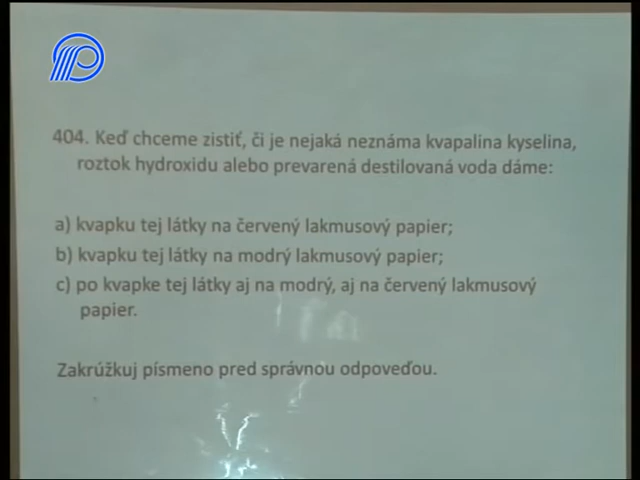 404. Keď chceme zistiť, či je nejaká neznáma kvapalina kyselina,
roztok hydroxidu alebo prevarená destilovaná voda dáme:
a) kvapku tej látky na červený lakmusový papier;
b) kvapku tej látky na modrý lakmusový papier;
c) po kvapke tej látky aj na modrý, aj na červený lakmusový
papier.
Zakrúžkuj písmeno pred správnou odpoveďou.